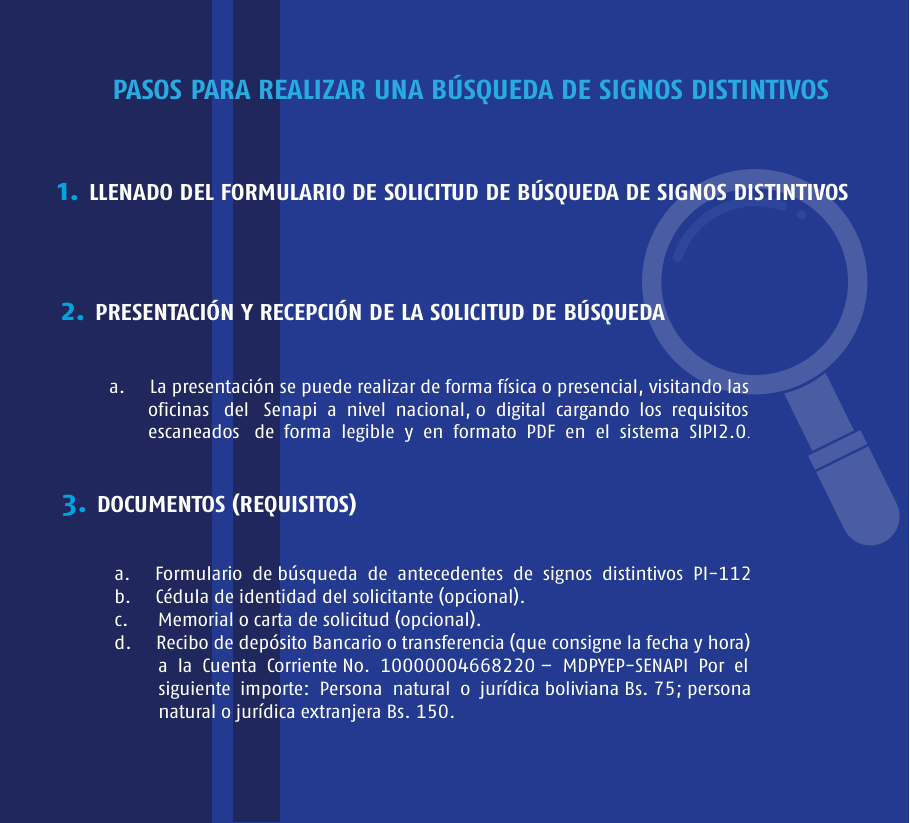 PASOS PARA REALIZAR UNA BÚSQUEDA DE SIGNOS DISTINTIVOS
1. LLENADO DEL FORMULARIO DE SOLICITUD DE BÚSQUEDA DE SIGNOS DISTINTIVOS
2. PRESENTACIÓN Y RECEPCIÓN DE LA SOLICITUD DE BÚSQUEDA
a. La presentación se puede realizar de forma física o presencial, visitando las
oficinas del Senapi a nivel nacional, o digital cargando los requisitos
escaneados de forma legible y en formato PDF en el sistema SIPI2.0.
3. DOCUMENTOS (REQUISITOS)
a. Formulario de búsqueda de antecedentes de signos distintivos PI-112
b. Cédula de identidad del solicitante (opcional).
c. Memorial o carta de solicitud (opcional).
d. Recibo de depósito Bancario o transferencia (que consigne la fecha y hora)
a la Cuenta Corriente No. 10000004668220 – MDPYEP-SENAPI Por el
siguiente importe: Persona natural o jurídica boliviana Bs. 75; persona
natural o jurídica extranjera Bs. 150.